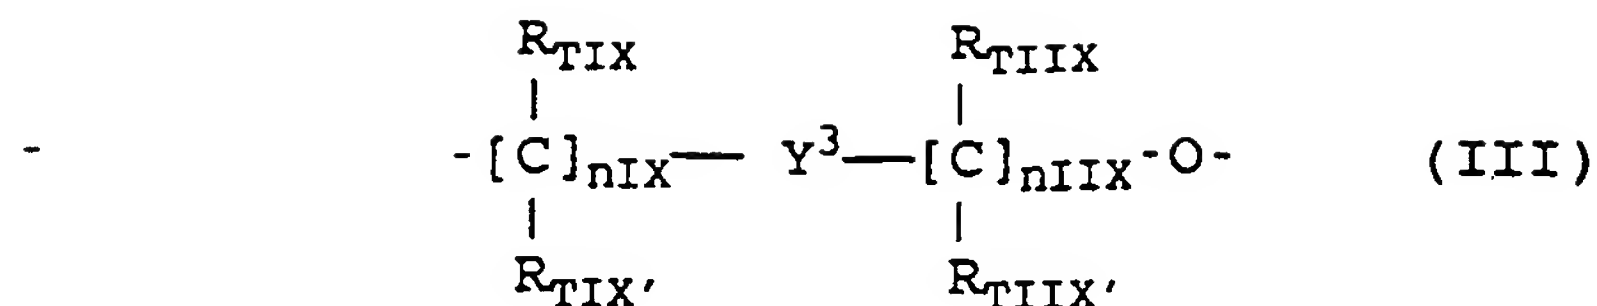 R_TIX R_TIIX
| |
- -[C]_nIX— Y³—[C]_nIIX-O- (III)
| |
R_TIX' R_TIIX'